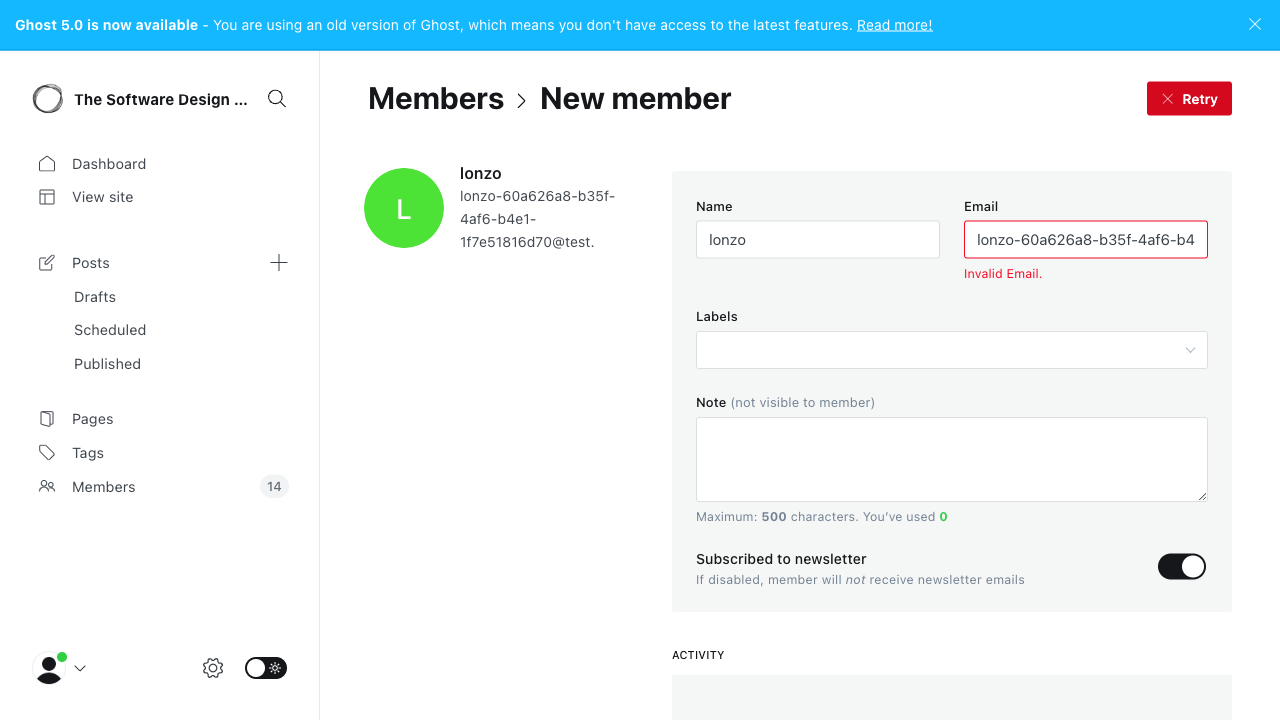 Ghost 5.0 is now available - You are using an old version of Ghost, which means you don't have access to the latest features. Read more!
The Software Design ...
Dashboard
View site
Posts
Drafts
Scheduled
Published
Pages
Tags
Members 14
Members > New member
Retry
L
lonzo
lonzo-60a626a8-b35f-
4af6-b4e1-
1f7e51816d70@test.
Name
lonzo
Email
lonzo-60a626a8-b35f-4af6-b4
Invalid Email.
Labels
Note (not visible to member)
Maximum: 500 characters. You've used 0
Subscribed to newsletter
If disabled, member will not receive newsletter emails
ACTIVITY